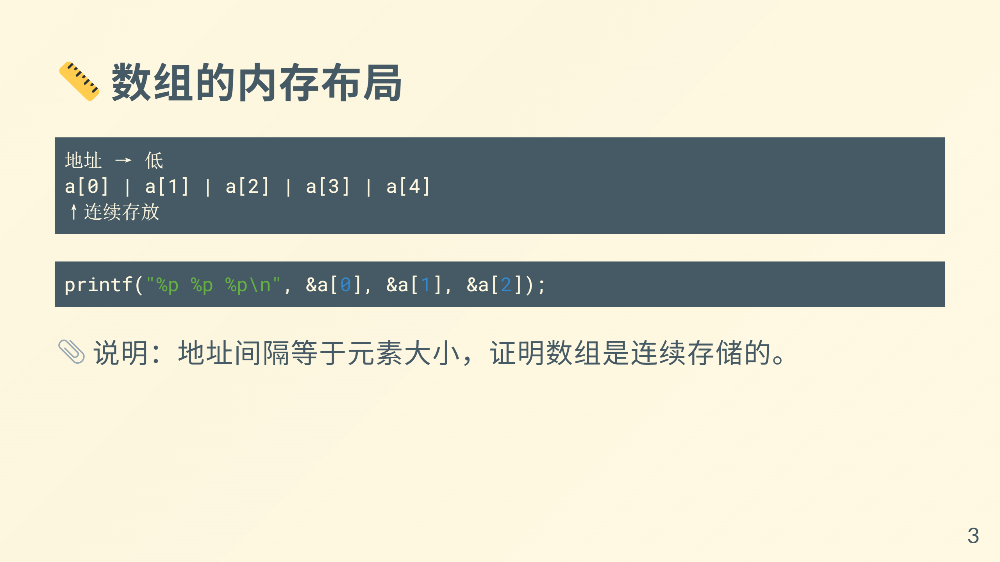 📏 数组的内存布局
地址 → 低
a[0] | a[1] | a[2] | a[3] | a[4]
↑连续存放
printf("%p %p %p\n", &a[0], &a[1], &a[2]);
📎 说明：地址间隔等于元素大小，证明数组是连续存储的。
3